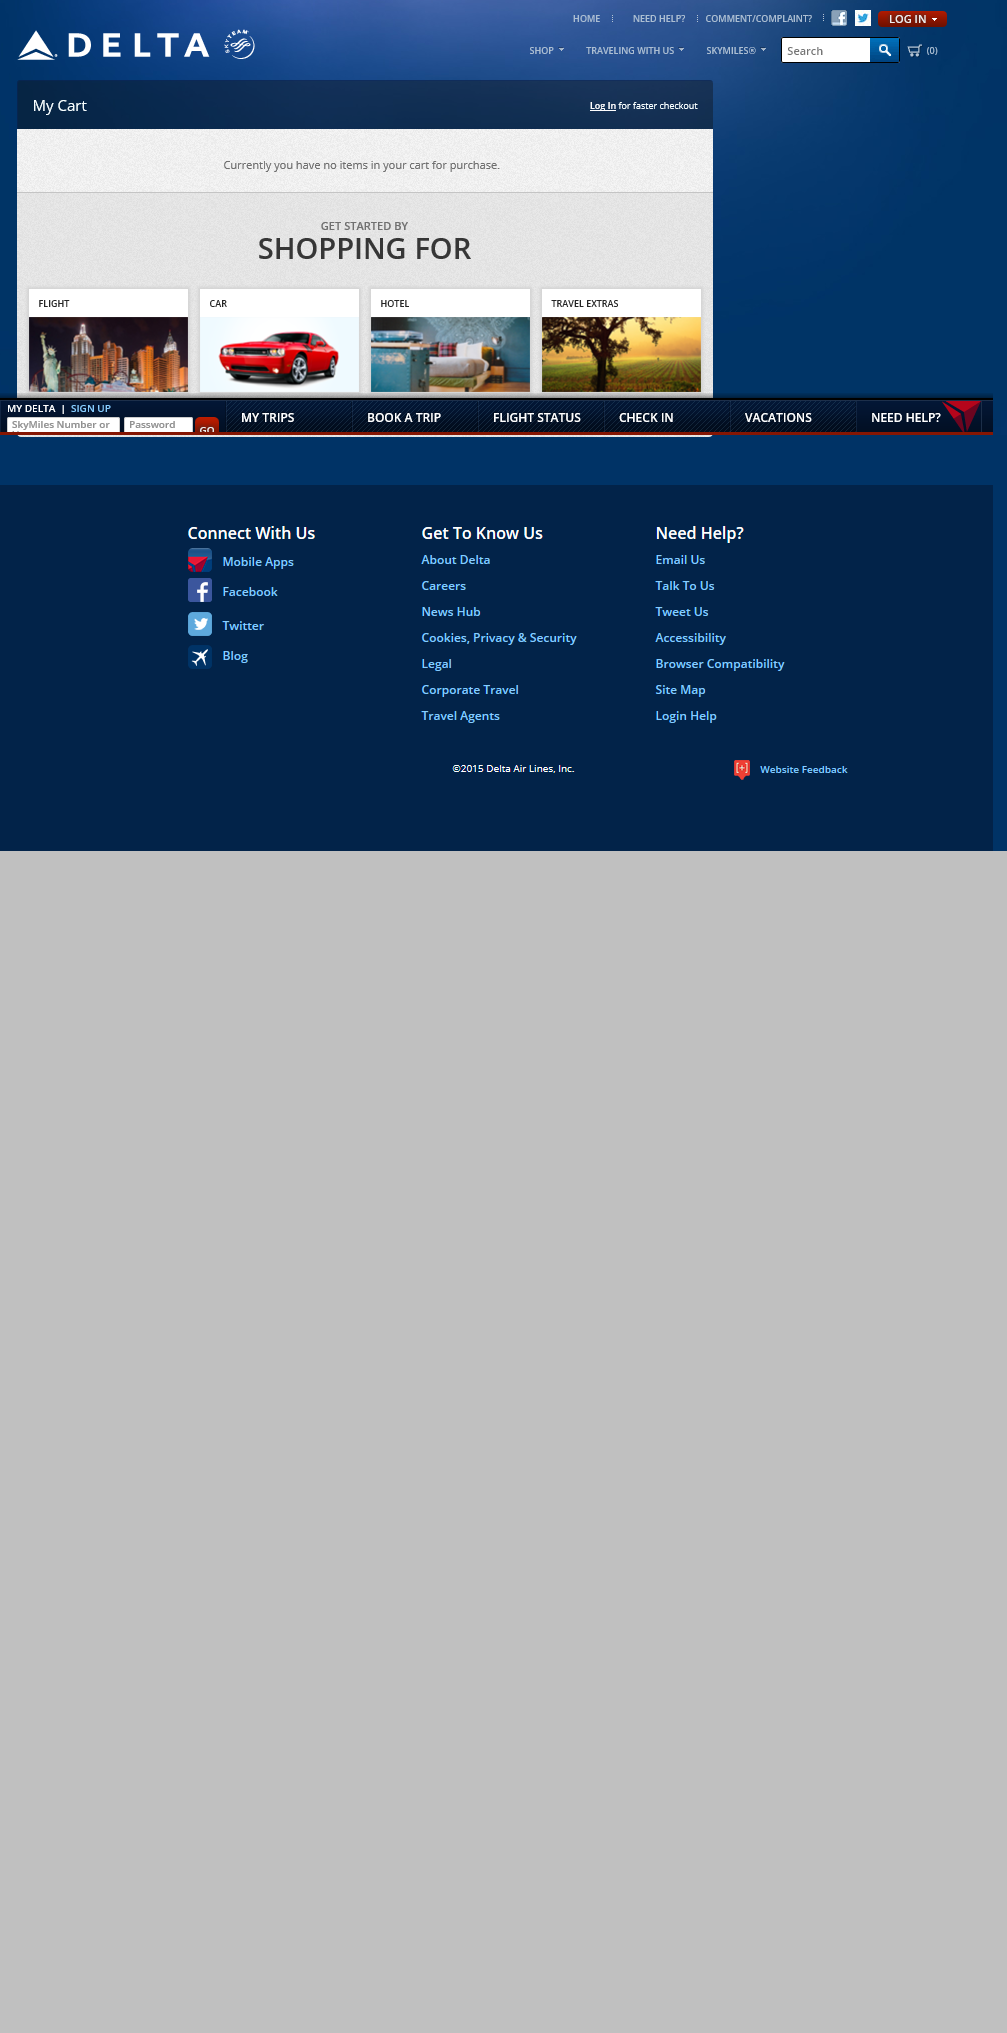 HOME
NEED HELP?
COMMENT/COMPLAINT?
LOG IN
DELTA
SKYTEAM
SHOP
TRAVELING WITH US
SKYMILES®
Search
(0)
My Cart
Log In for faster checkout
Currently you have no items in your cart for purchase.
GET STARTED BY
SHOPPING FOR
FLIGHT
CAR
HOTEL
TRAVEL EXTRAS
MY DELTA | SIGN UP
SkyMiles Number or
Password
GO
MY TRIPS
BOOK A TRIP
FLIGHT STATUS
CHECK IN
VACATIONS
NEED HELP?
Connect With Us
Mobile Apps
Facebook
Twitter
Blog
Get To Know Us
About Delta
Careers
News Hub
Cookies, Privacy & Security
Legal
Corporate Travel
Travel Agents
Need Help?
Email Us
Talk To Us
Tweet Us
Accessibility
Browser Compatibility
Site Map
Login Help
©2015 Delta Air Lines, Inc.
[+]
Website Feedback